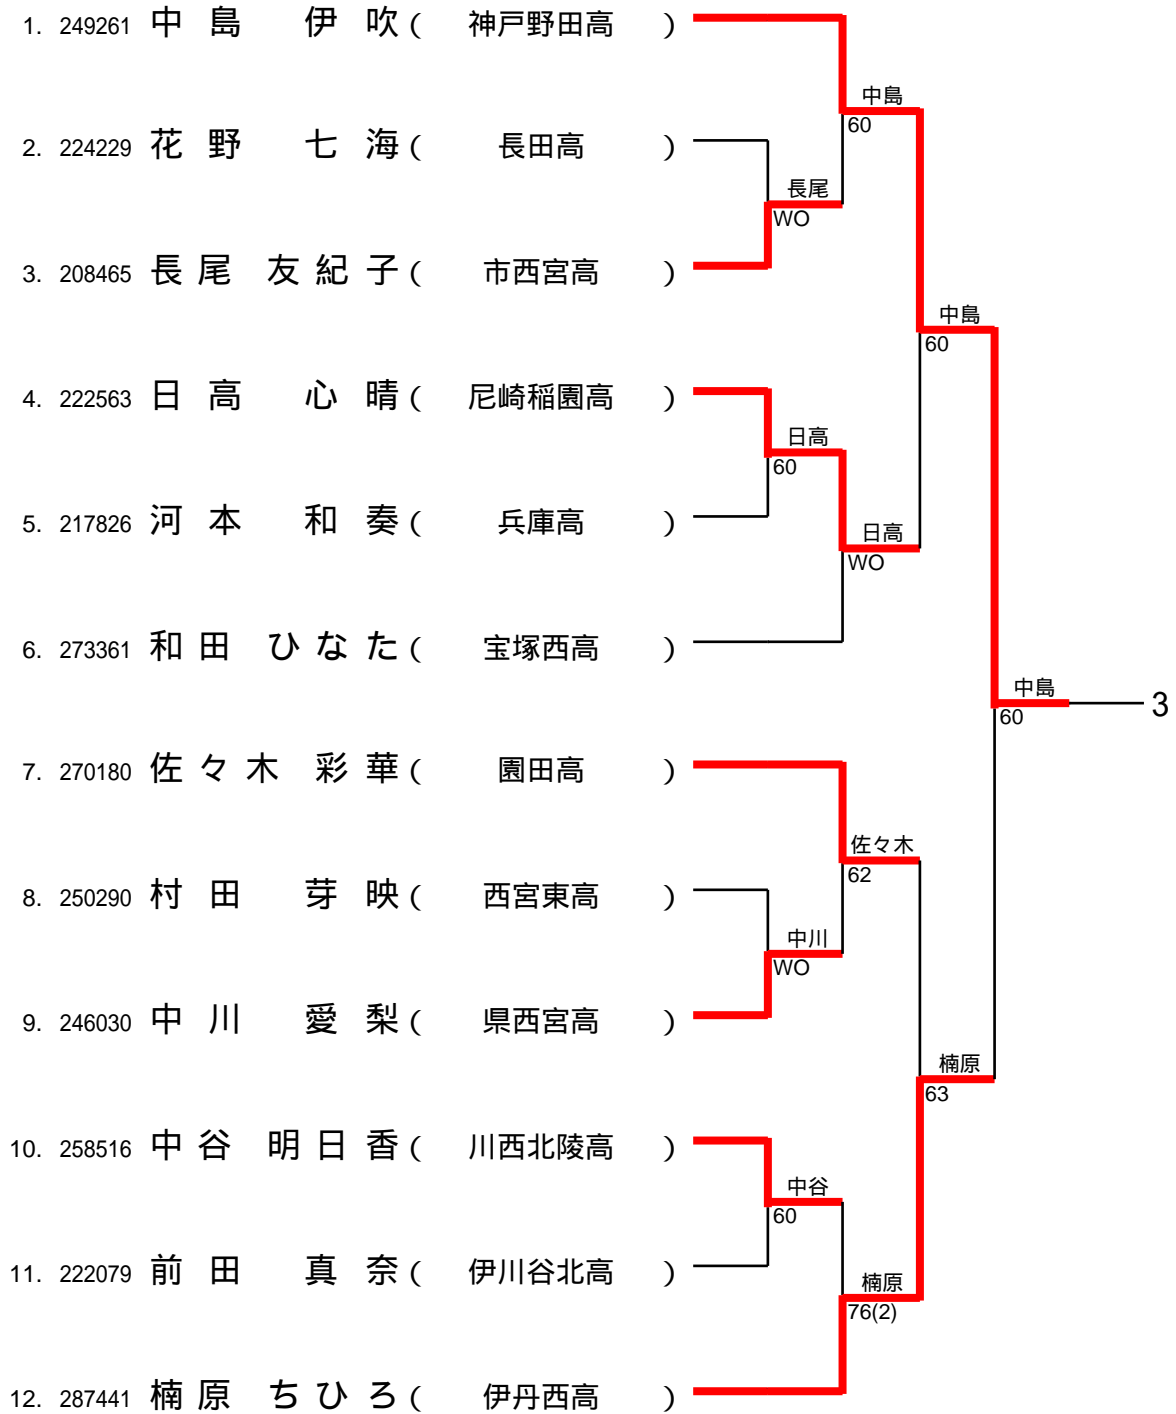 1. 249261 中島 伊吹 ( 神戸野田高 )
中島
60
2. 224229 花野 七海 ( 長田高 )
長尾
WO
3. 208465 長尾 友紀子 ( 市西宮高 )
中島
60
4. 222563 日高 心晴 ( 尼崎稲園高 )
日高
60
5. 217826 河本 和奏 ( 兵庫高 )
日高
WO
6. 273361 和田 ひなた ( 宝塚西高 )
中島
60
3
7. 270180 佐々木 彩華 ( 園田高 )
佐々木
62
8. 250290 村田 芽映 ( 西宮東高 )
中川
WO
9. 246030 中川 愛梨 ( 県西宮高 )
楠原
63
10. 258516 中谷 明日香 ( 川西北陵高 )
中谷
60
11. 222079 前田 真奈 ( 伊川谷北高 )
楠原
76(2)
12. 287441 楠原 ちひろ ( 伊丹西高 )